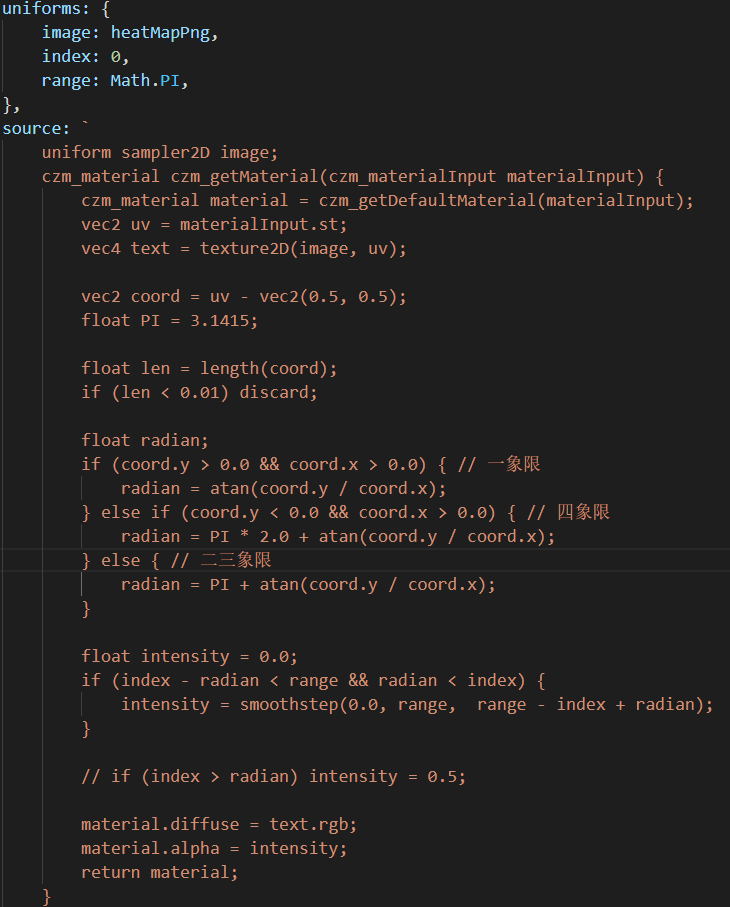 uniforms: {
    image: heatMapPng,
    index: 0,
    range: Math.PI,
},
source: `
    uniform sampler2D image;
    czm_material czm_getMaterial(czm_materialInput materialInput) {
        czm_material material = czm_getDefaultMaterial(materialInput);
        vec2 uv = materialInput.st;
        vec4 text = texture2D(image, uv);

        vec2 coord = uv - vec2(0.5, 0.5);
        float PI = 3.1415;

        float len = length(coord);
        if (len < 0.01) discard;

        float radian;
        if (coord.y > 0.0 && coord.x > 0.0) { // 一象限
            radian = atan(coord.y / coord.x);
        } else if (coord.y < 0.0 && coord.x > 0.0) { // 四象限
            radian = PI * 2.0 + atan(coord.y / coord.x);
        } else { // 二三象限
            radian = PI + atan(coord.y / coord.x);
        }

        float intensity = 0.0;
        if (index - radian < range && radian < index) {
            intensity = smoothstep(0.0, range,  range - index + radian);
        }

        // if (index > radian) intensity = 0.5;

        material.diffuse = text.rgb;
        material.alpha = intensity;
        return material;
    }